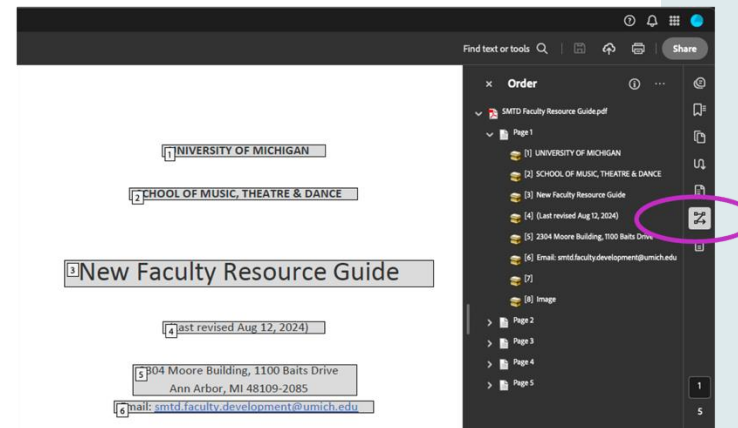 Find text or tools
Share
1 UNIVERSITY OF MICHIGAN
2 SCHOOL OF MUSIC, THEATRE & DANCE
3 New Faculty Resource Guide
4 (Last revised Aug 12, 2024)
5 2304 Moore Building, 1100 Baits Drive
Ann Arbor, MI 48109-2085
6 Email: smtd.faculty.development@umich.edu
× Order
SMTD Faculty Resource Guide.pdf
Page 1
[1] UNIVERSITY OF MICHIGAN
[2] SCHOOL OF MUSIC, THEATRE & DANCE
[3] New Faculty Resource Guide
[4] (Last revised Aug 12, 2024)
[5] 2304 Moore Building, 1100 Baits Drive
[6] Email: smtd.faculty.development@umich.edu
[7]
[8] Image
Page 2
Page 3
Page 4
Page 5
1
5